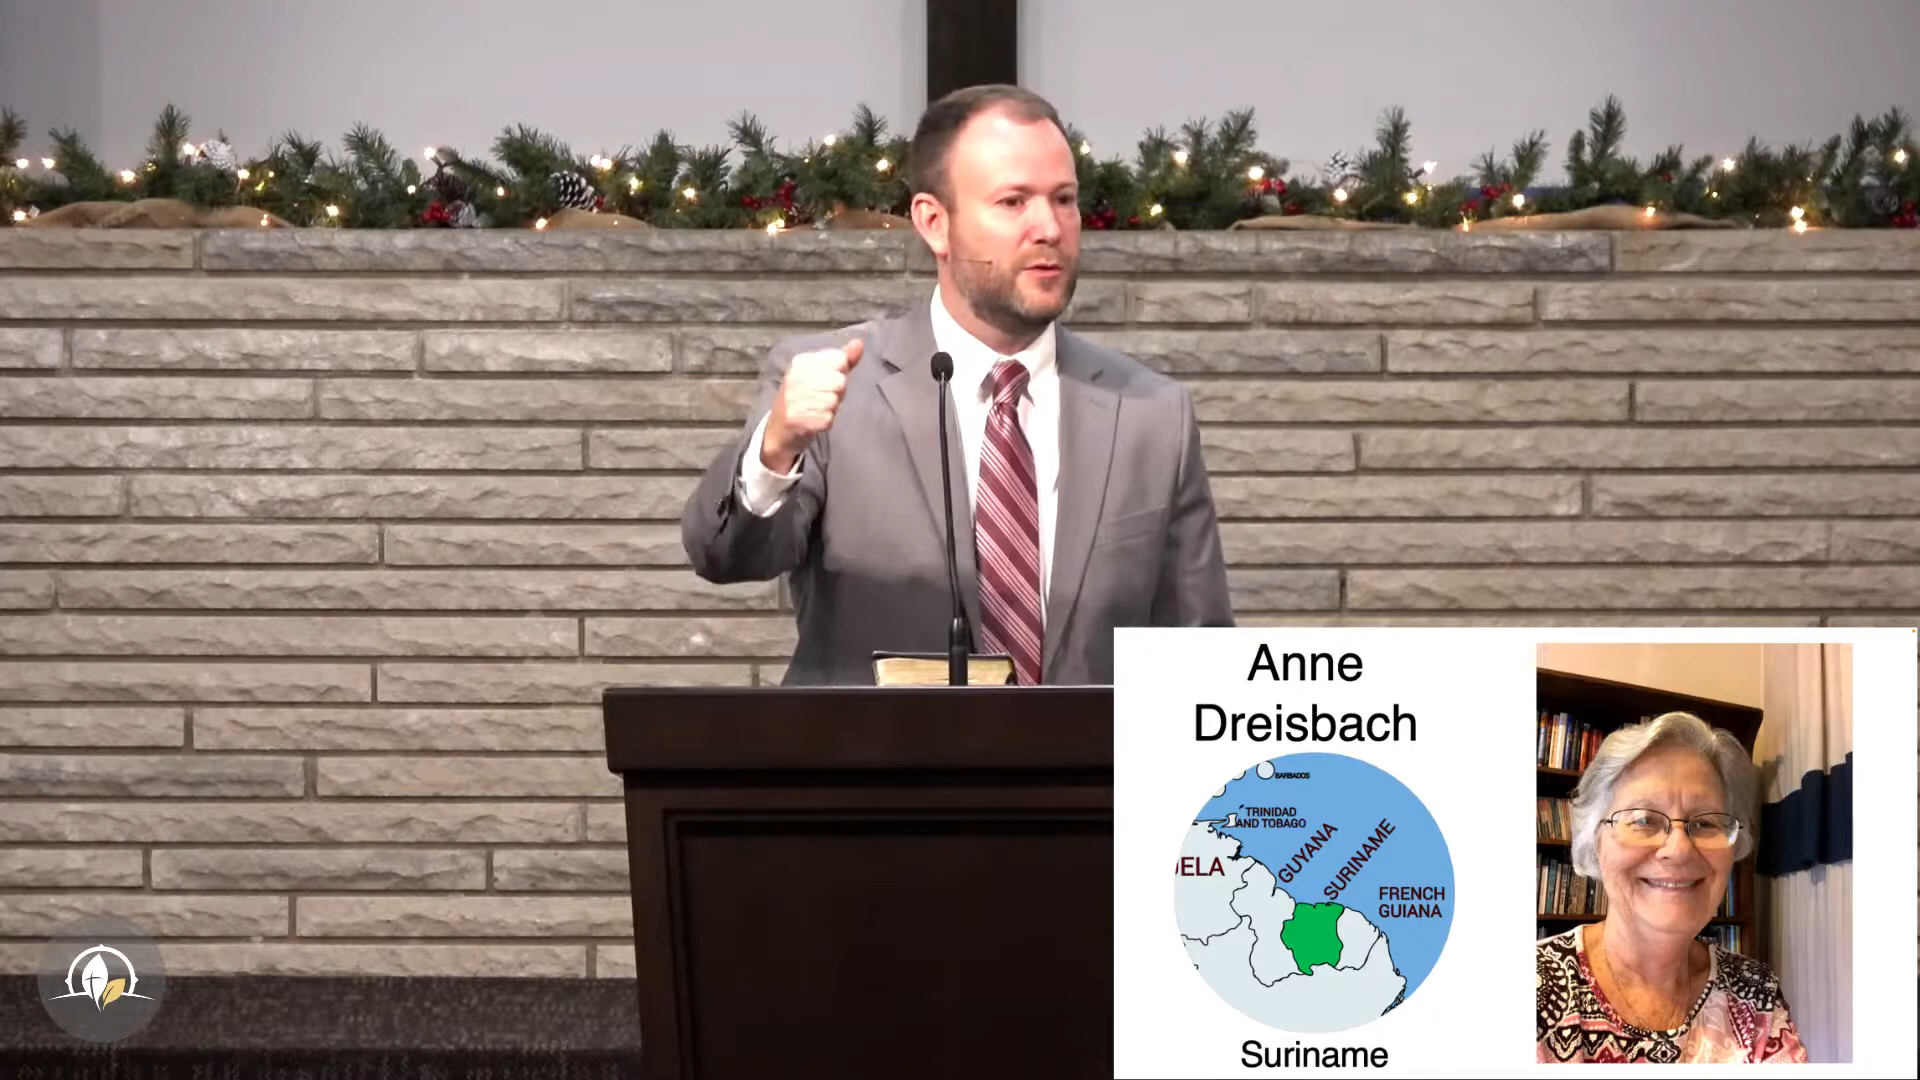 Anne
Dreisbach
BARBADOS
TRINIDAD
AND TOBAGO
GUYANA
SURINAME
ELA
FRENCH
GUIANA
Suriname